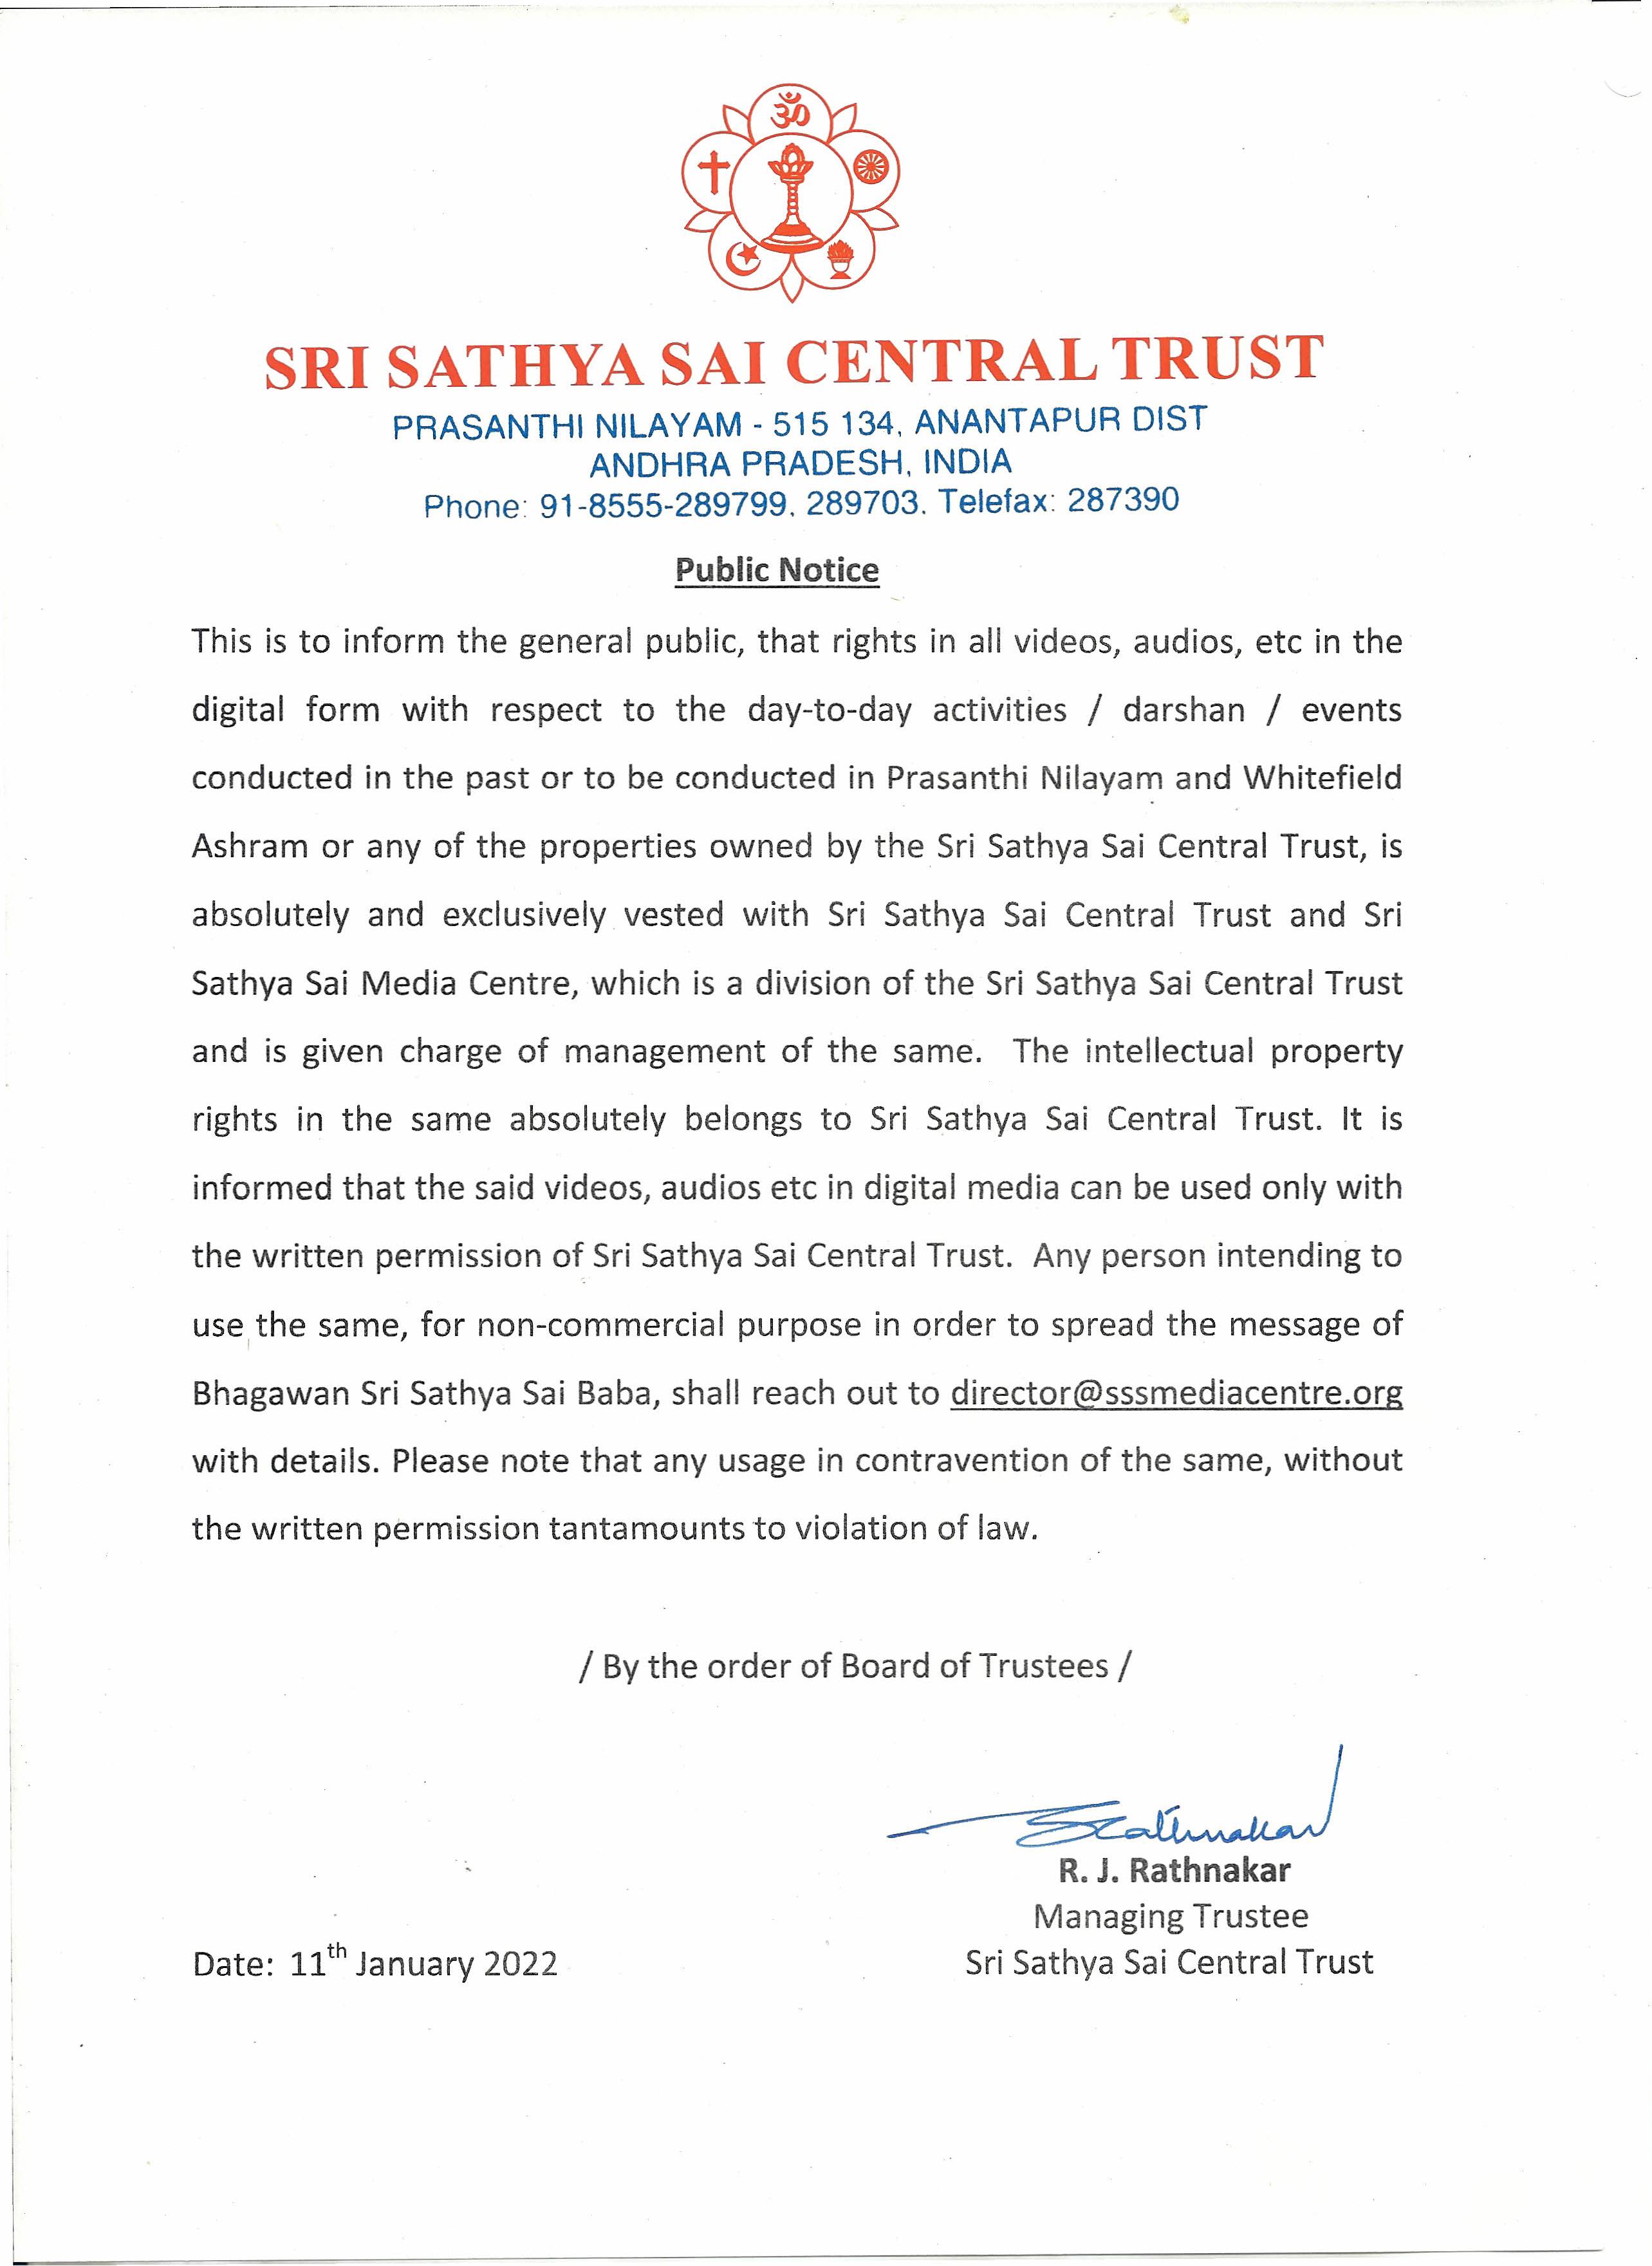 ॐ
SRI SATHYA SAI CENTRAL TRUST
PRASANTHI NILAYAM - 515 134, ANANTAPUR DIST
ANDHRA PRADESH, INDIA
Phone: 91-8555-289799, 289703. Telefax: 287390
Public Notice
This is to inform the general public, that rights in all videos, audios, etc in the
digital form with respect to the day-to-day activities / darshan / events
conducted in the past or to be conducted in Prasanthi Nilayam and Whitefield
Ashram or any of the properties owned by the Sri Sathya Sai Central Trust, is
absolutely and exclusively vested with Sri Sathya Sai Central Trust and Sri
Sathya Sai Media Centre, which is a division of the Sri Sathya Sai Central Trust
and is given charge of management of the same. The intellectual property
rights in the same absolutely belongs to Sri Sathya Sai Central Trust. It is
informed that the said videos, audios etc in digital media can be used only with
the written permission of Sri Sathya Sai Central Trust. Any person intending to
use the same, for non-commercial purpose in order to spread the message of
Bhagawan Sri Sathya Sai Baba, shall reach out to director@sssmediacentre.org
with details. Please note that any usage in contravention of the same, without
the written permission tantamounts to violation of law.
/ By the order of Board of Trustees /
R. J. Rathnakar
Managing Trustee
Date: 11th January 2022
Sri Sathya Sai Central Trust